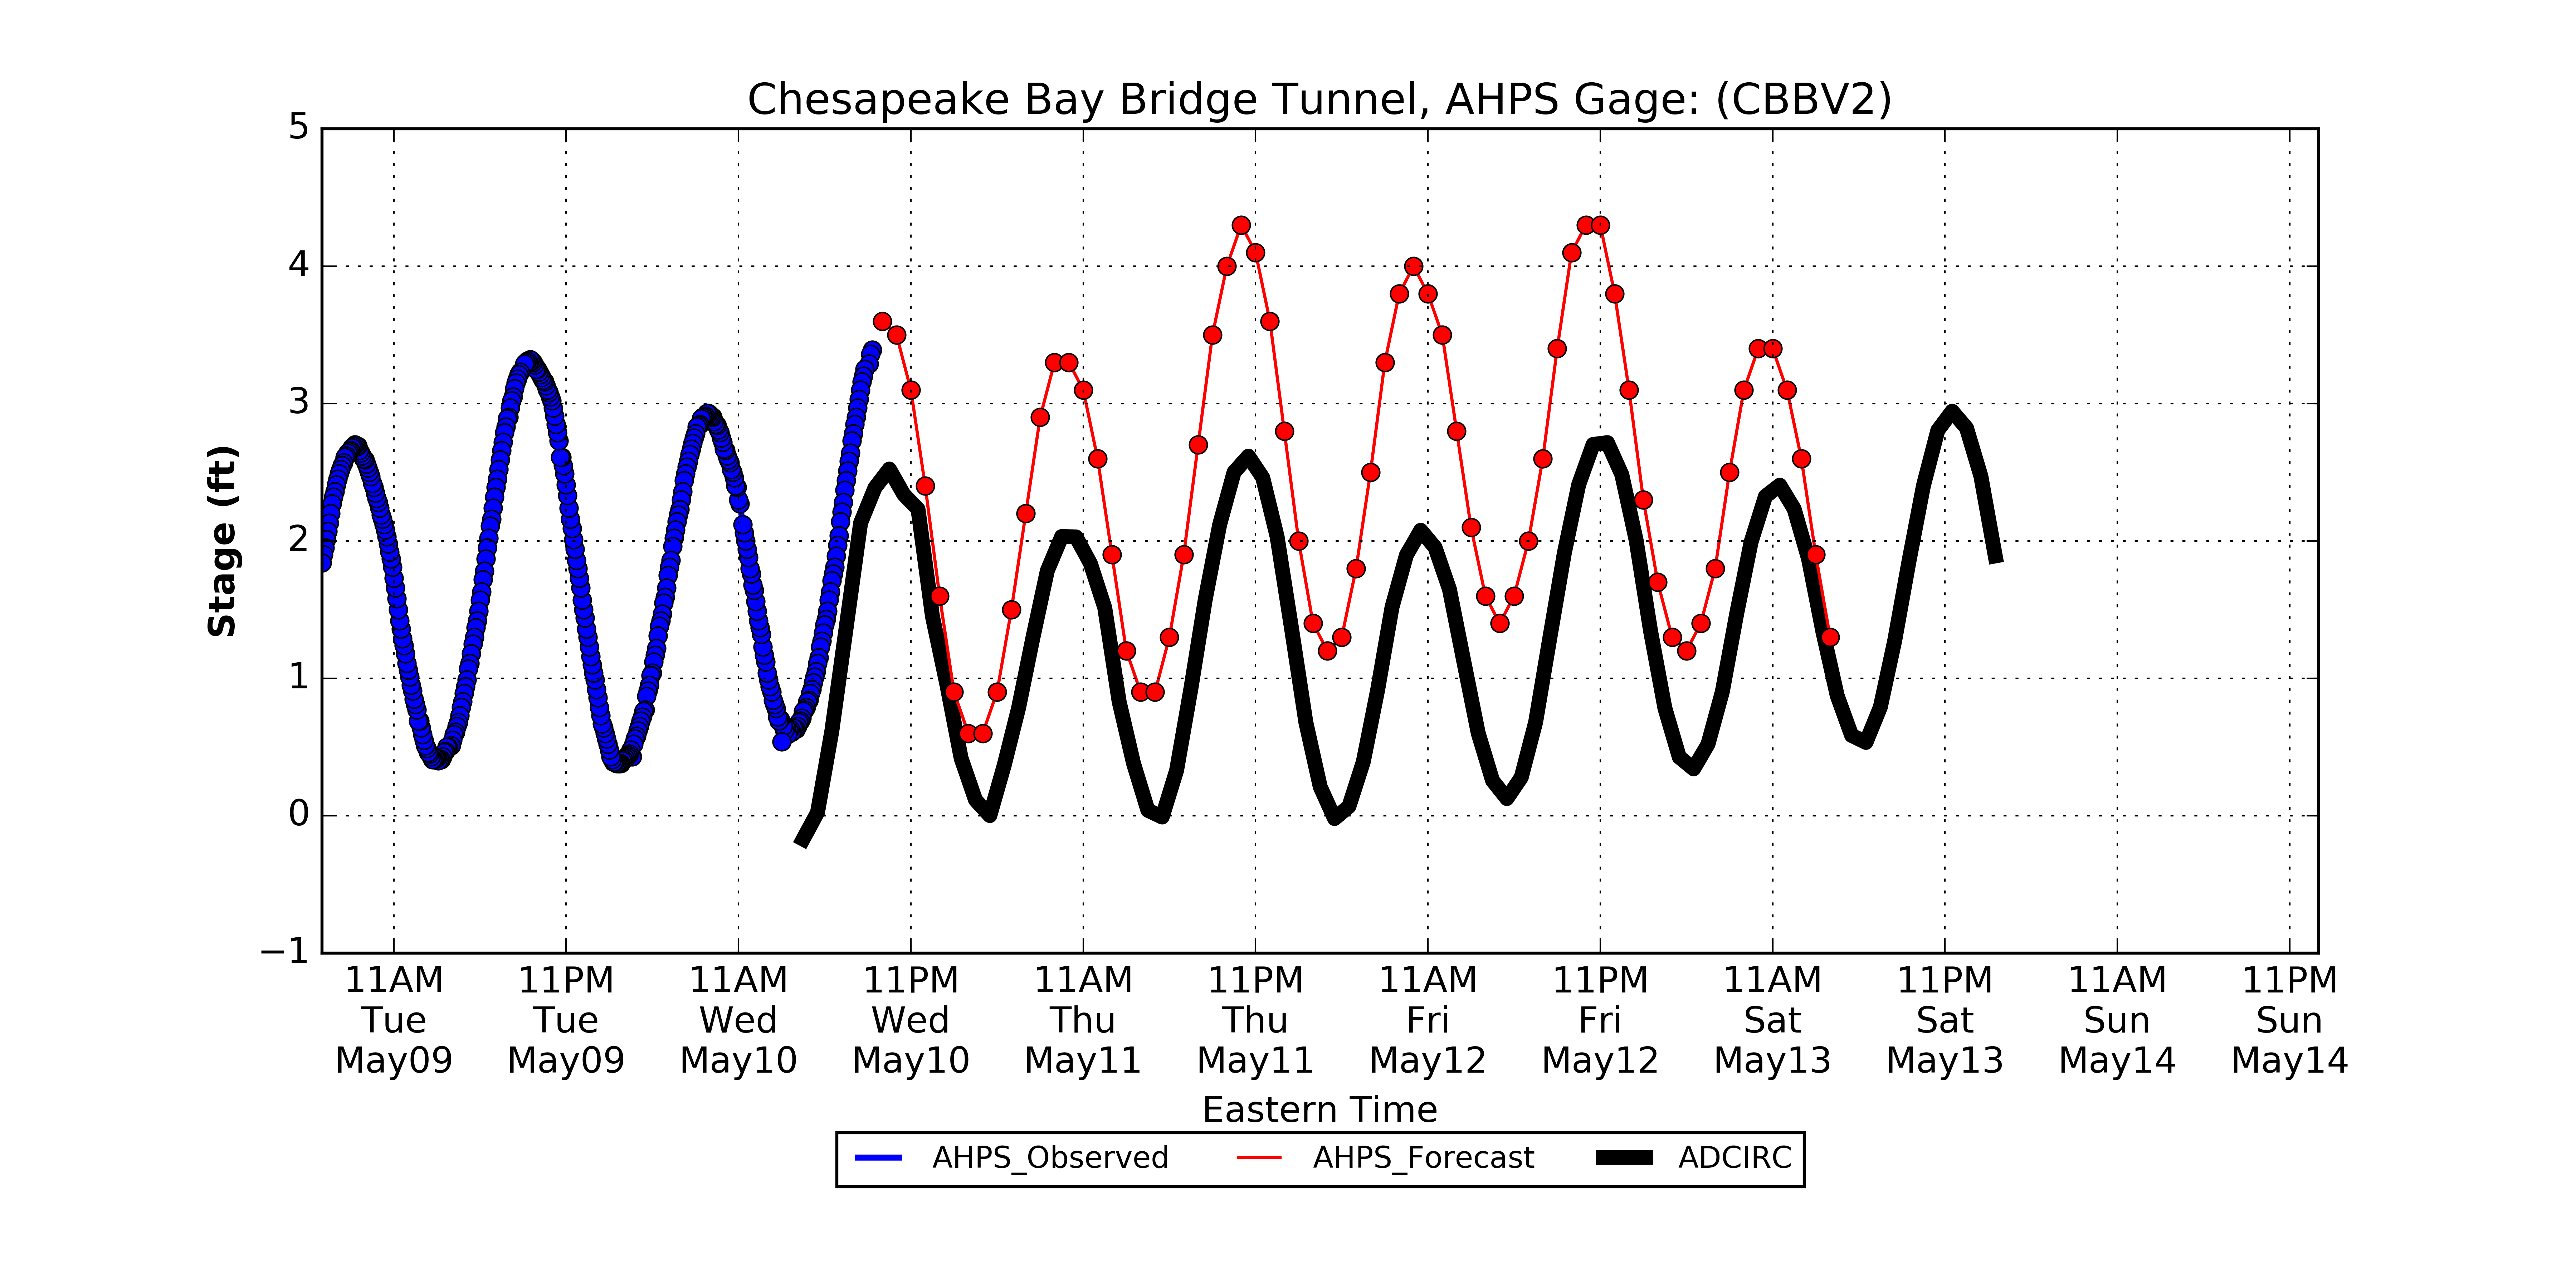 Chesapeake Bay Bridge Tunnel, AHPS Gage: (CBBV2)
5
4
3
2
1
0
−1
Stage (ft)
11AM 11PM 11AM 11PM 11AM 11PM 11AM 11PM 11AM 11PM 11AM 11PM
Tue Tue Wed Wed Thu Thu Fri Fri Sat Sat Sun Sun
May09 May09 May10 May10 May11 May11 May12 May12 May13 May13 May14 May14
Eastern Time
AHPS_Observed AHPS_Forecast ADCIRC